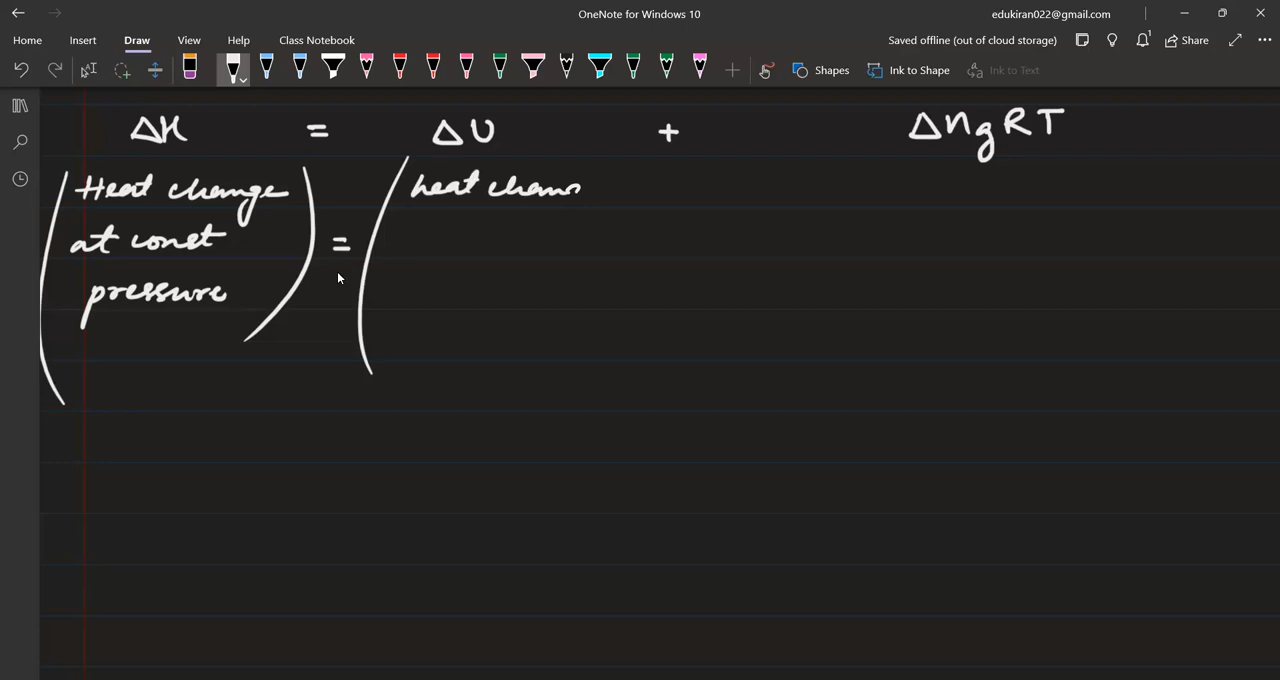 OneNote for Windows 10
edukiran022@gmail.com
Home Insert Draw View Help Class Notebook
Saved offline (out of cloud storage) Share
Shapes Ink to Shape Ink to Text
ΔH = ΔU + ΔngRT
Heat change = heat chan
at const
pressure